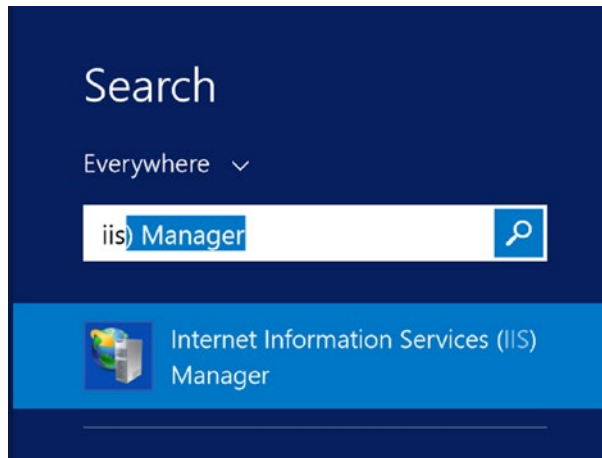 Search
Everywhere
iis) Manager
Internet Information Services (IIS)
Manager